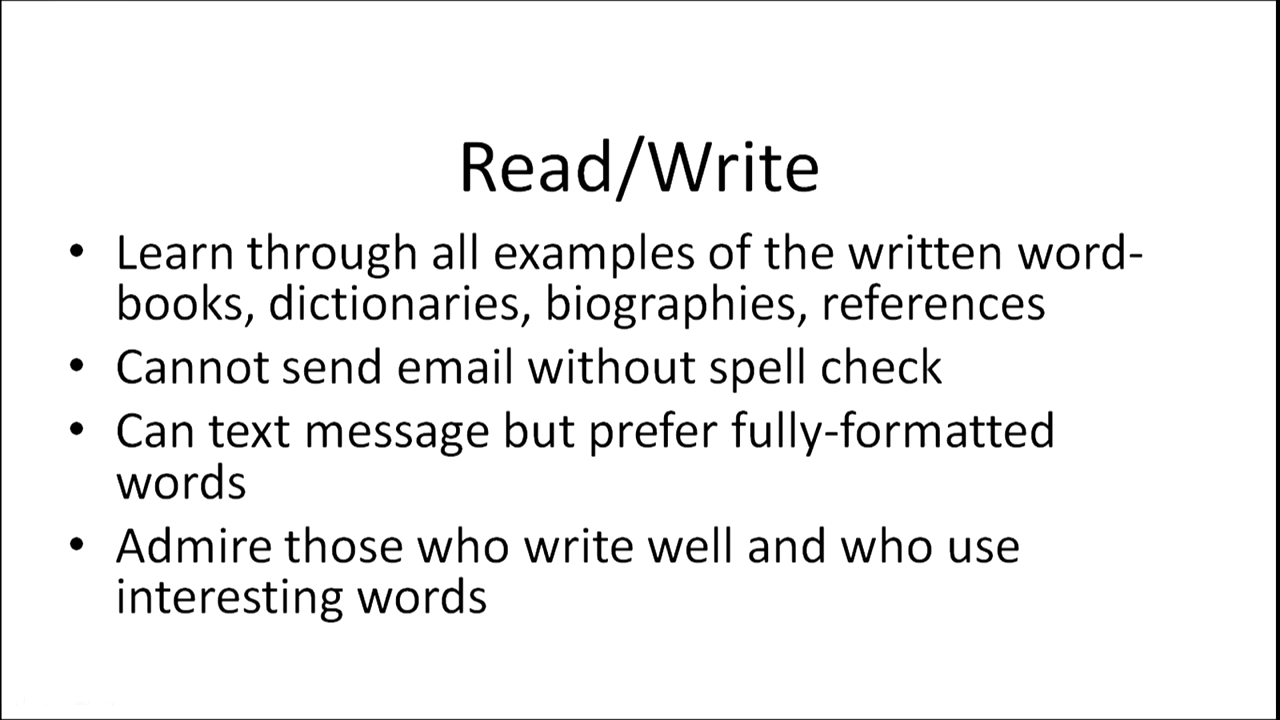 Read/Write
• Learn through all examples of the written word-
books, dictionaries, biographies, references
• Cannot send email without spell check
• Can text message but prefer fully-formatted
words
• Admire those who write well and who use
interesting words